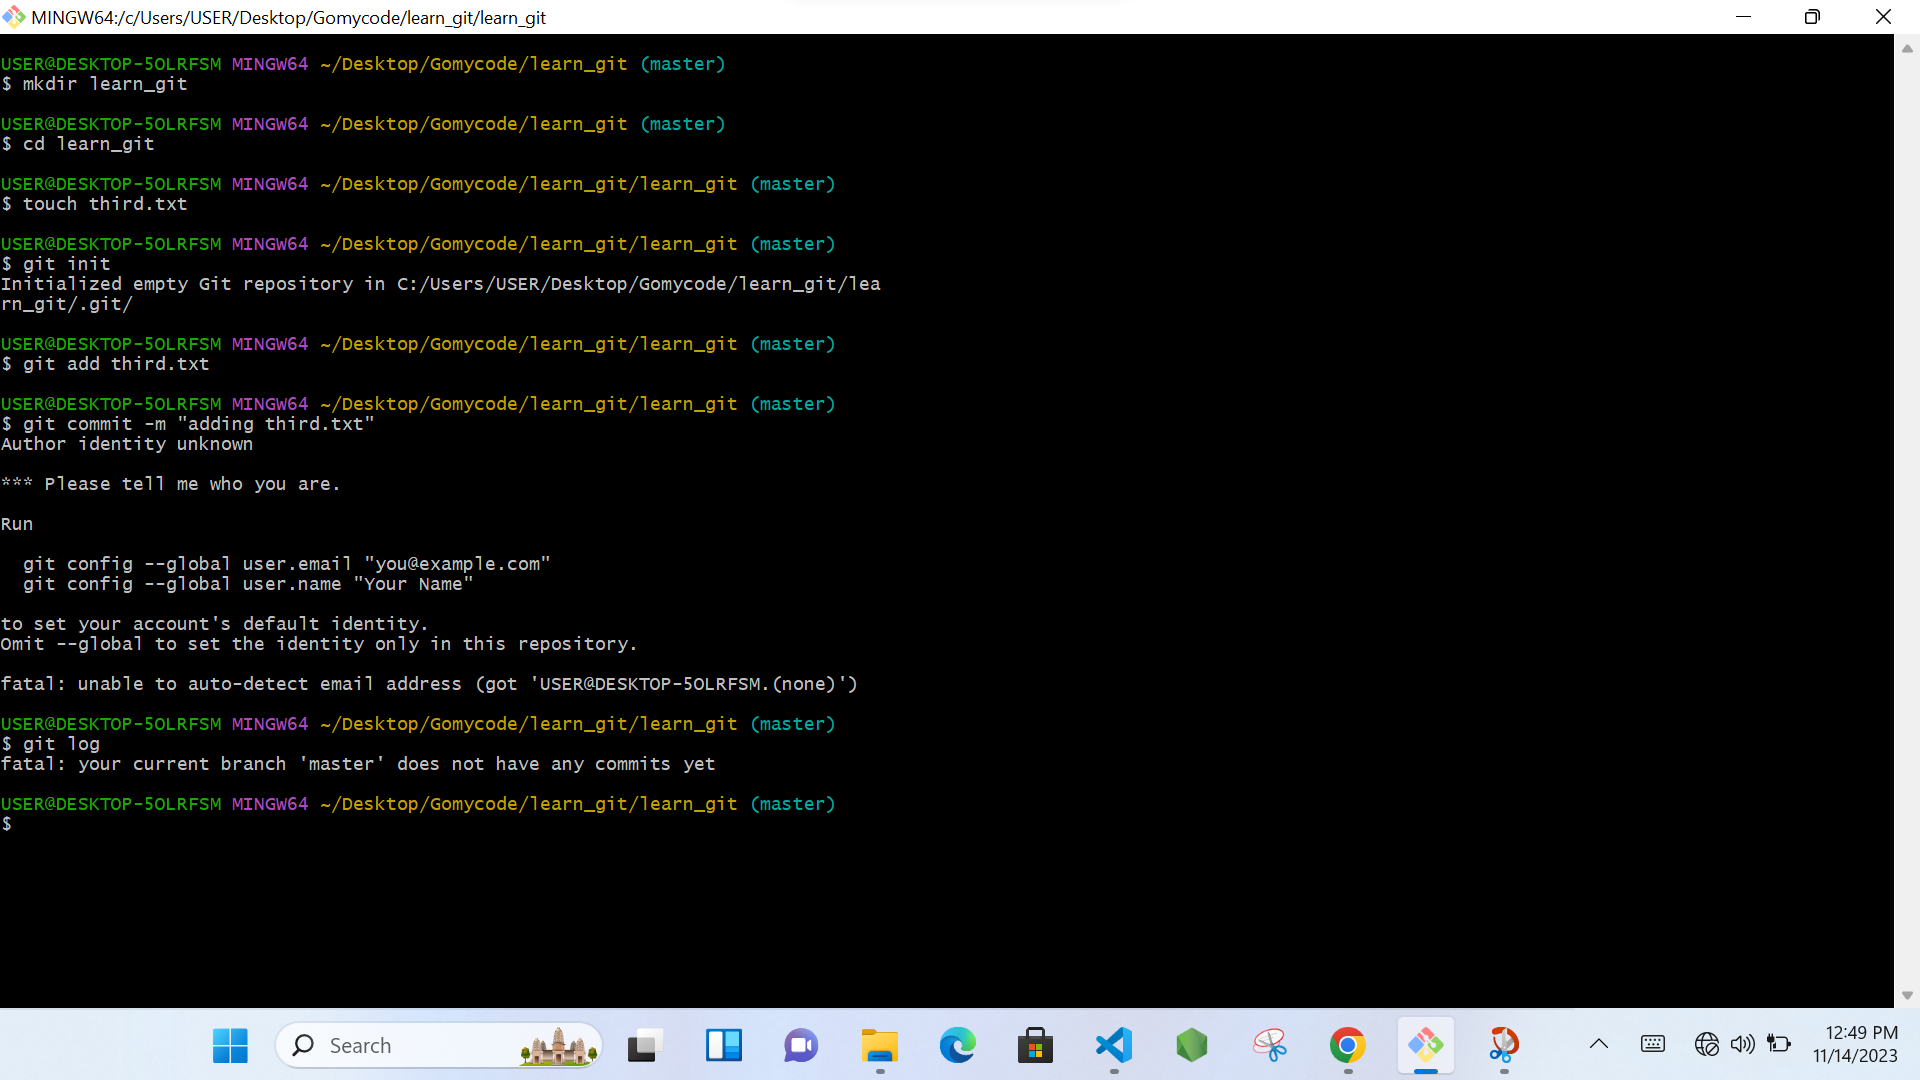 MINGW64:/c/Users/USER/Desktop/Gomycode/learn_git/learn_git
USER@DESKTOP-5OLRFSM MINGW64 ~/Desktop/Gomycode/learn_git (master)
$ mkdir learn_git
USER@DESKTOP-5OLRFSM MINGW64 ~/Desktop/Gomycode/learn_git (master)
$ cd learn_git
USER@DESKTOP-5OLRFSM MINGW64 ~/Desktop/Gomycode/learn_git/learn_git (master)
$ touch third.txt
USER@DESKTOP-5OLRFSM MINGW64 ~/Desktop/Gomycode/learn_git/learn_git (master)
$ git init
Initialized empty Git repository in C:/Users/USER/Desktop/Gomycode/learn_git/lea
rn_git/.git/
USER@DESKTOP-5OLRFSM MINGW64 ~/Desktop/Gomycode/learn_git/learn_git (master)
$ git add third.txt
USER@DESKTOP-5OLRFSM MINGW64 ~/Desktop/Gomycode/learn_git/learn_git (master)
$ git commit -m "adding third.txt"
Author identity unknown
*** Please tell me who you are.
Run
  git config --global user.email "you@example.com"
  git config --global user.name "Your Name"
to set your account's default identity.
Omit --global to set the identity only in this repository.
fatal: unable to auto-detect email address (got 'USER@DESKTOP-5OLRFSM.(none)')
USER@DESKTOP-5OLRFSM MINGW64 ~/Desktop/Gomycode/learn_git/learn_git (master)
$ git log
fatal: your current branch 'master' does not have any commits yet
USER@DESKTOP-5OLRFSM MINGW64 ~/Desktop/Gomycode/learn_git/learn_git (master)
$
Search
12:49 PM
11/14/2023